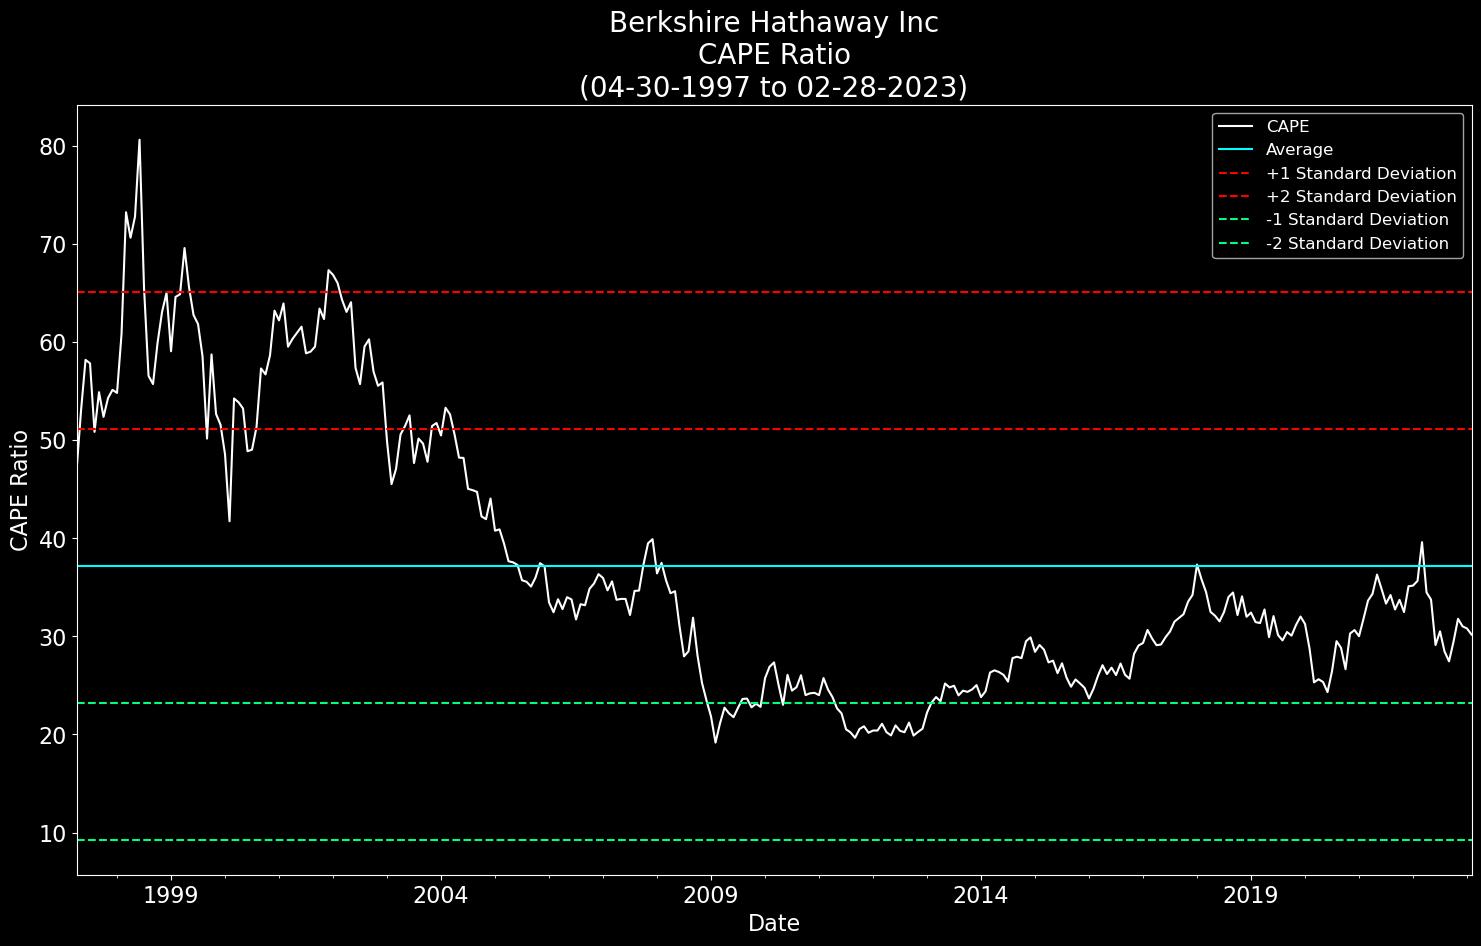 Berkshire Hathaway Inc
CAPE Ratio
(04-30-1997 to 02-28-2023)
CAPE
Average
+1 Standard Deviation
+2 Standard Deviation
-1 Standard Deviation
-2 Standard Deviation
CAPE Ratio
80
70
60
50
40
30
20
10
1999 2004 2009 2014 2019
Date